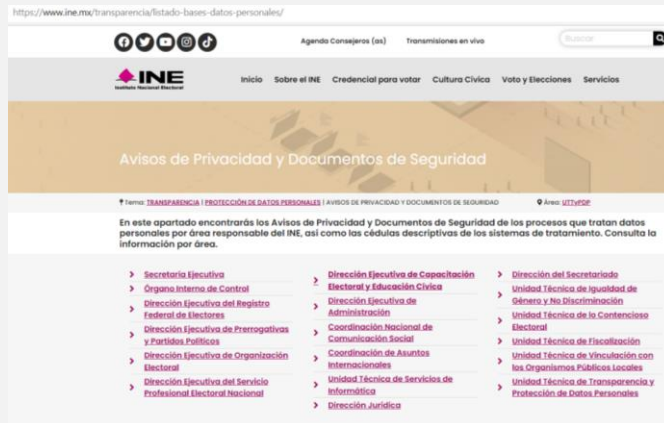 https://www.ine.mx/transparencia/listado-bases-datos-personales/
Agenda Consejeros (as) Transmisiones en vivo
Buscar
INE
Instituto Nacional Electoral
Inicio Sobre el INE Credencial para votar Cultura Cívica Voto y Elecciones Servicios
Avisos de Privacidad y Documentos de Seguridad
Tema: TRANSPARENCIA | PROTECCIÓN DE DATOS PERSONALES | AVISOS DE PRIVACIDAD Y DOCUMENTOS DE SEGURIDAD Área: UTTyPDP
En este apartado encontrarás los Avisos de Privacidad y Documentos de Seguridad de los procesos que tratan datos
personales por área responsable del INE, así como las cédulas descriptivas de los sistemas de tratamiento. Consulta la
información por área.
Secretaría Ejecutiva
Órgano Interno de Control
Dirección Ejecutiva del Registro
Federal de Electores
Dirección Ejecutiva de Prerrogativas
y Partidos Políticos
Dirección Ejecutiva de Organización
Electoral
Dirección Ejecutiva del Servicio
Profesional Electoral Nacional
Dirección Ejecutiva de Capacitación
Electoral y Educación Cívica
Dirección Ejecutiva de
Administración
Coordinación Nacional de
Comunicación Social
Coordinación de Asuntos
Internacionales
Unidad Técnica de Servicios de
Informática
Dirección Jurídica
Dirección del Secretariado
Unidad Técnica de Igualdad de
Género y No Discriminación
Unidad Técnica de lo Contencioso
Electoral
Unidad Técnica de Fiscalización
Unidad Técnica de Vinculación con
los Organismos Públicos Locales
Unidad Técnica de Transparencia y
Protección de Datos Personales